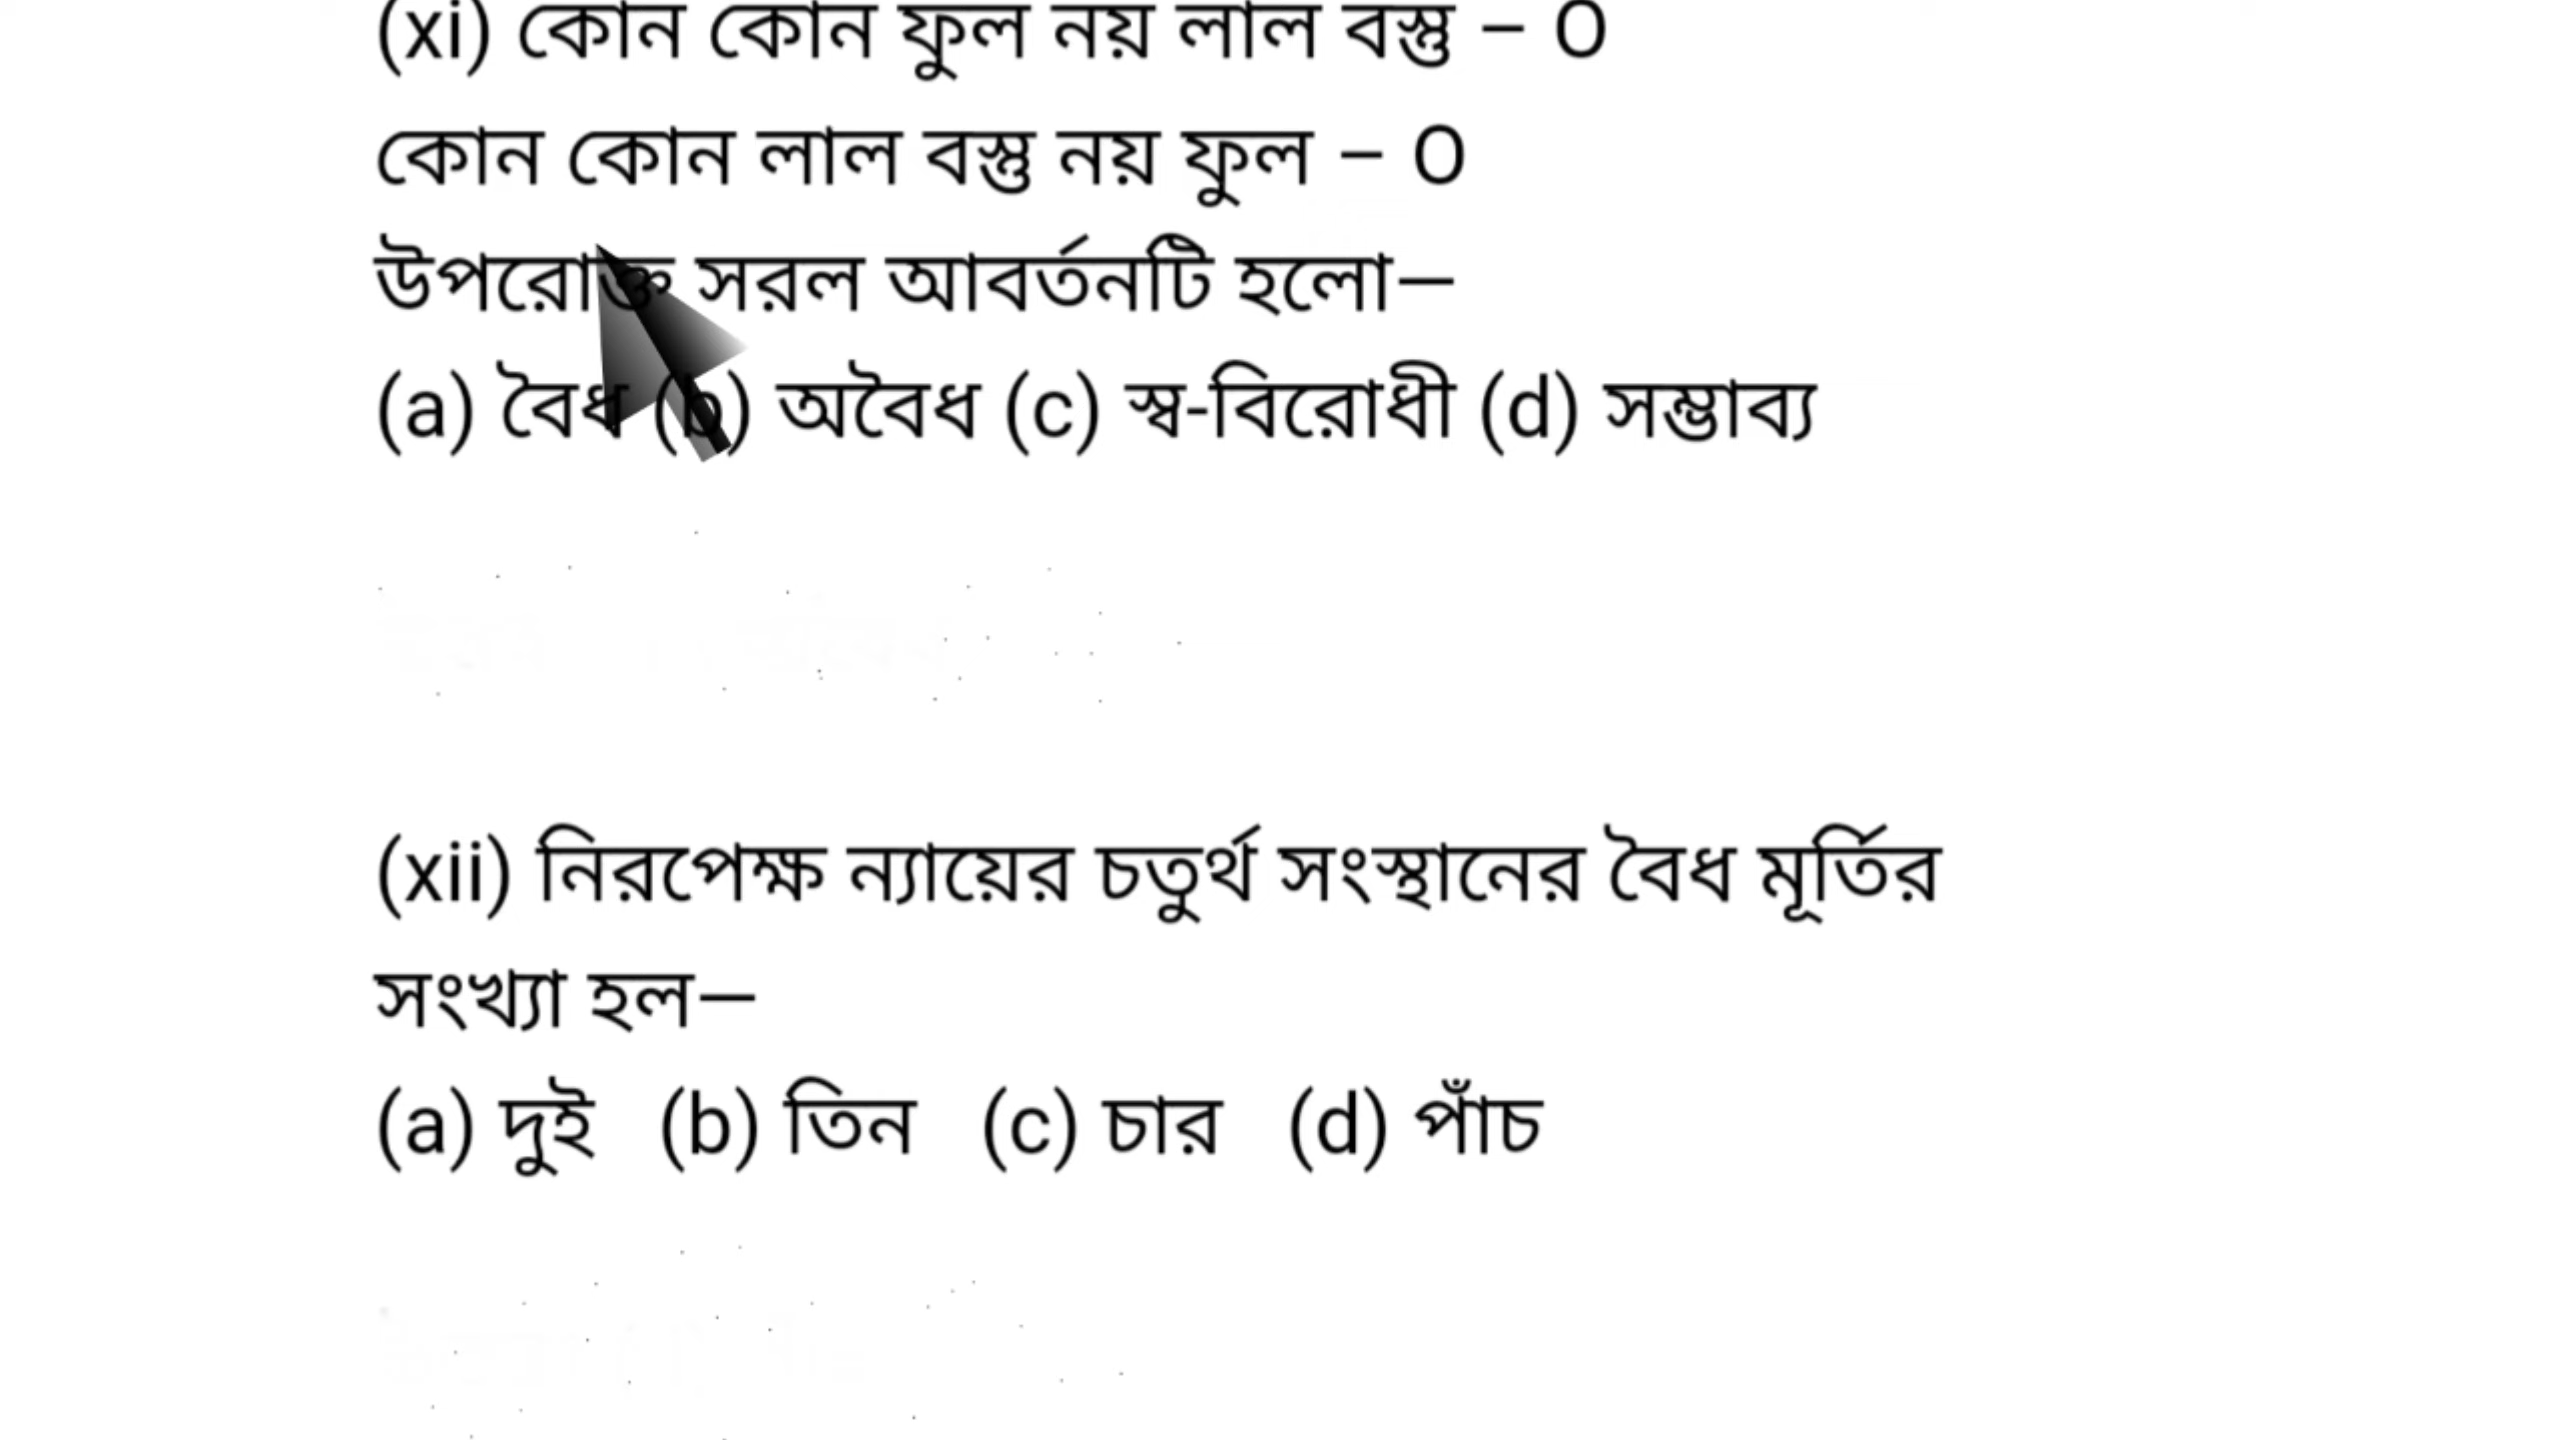 (xi) কোন কোন ফুল নয় লাল বস্তু – O
কোন কোন লাল বস্তু নয় ফুল – O
উপরোক্ত সরল আবর্তনটি হলো—
(a) বৈধ (b) অবৈধ (c) স্ব-বিরোধী (d) সম্ভাব্য
(xii) নিরপেক্ষ ন্যায়ের চতুর্থ সংস্থানের বৈধ মূর্তির
সংখ্যা হল—
(a) দুই (b) তিন (c) চার (d) পাঁচ